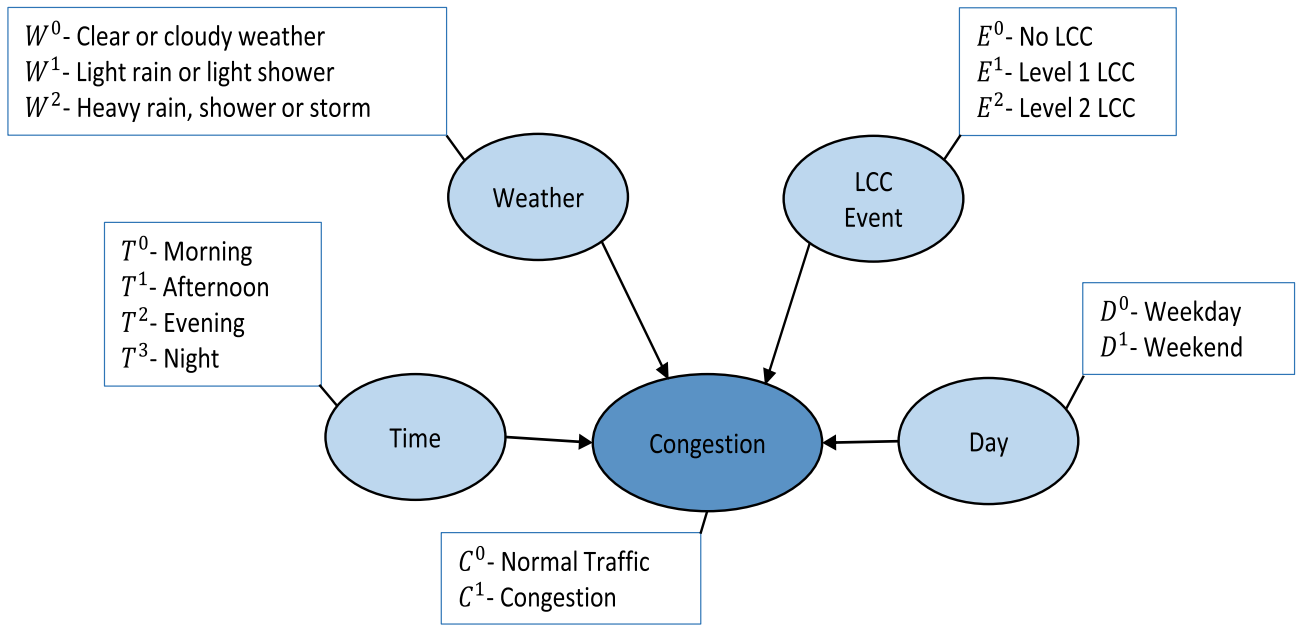 W⁰- Clear or cloudy weather
W¹- Light rain or light shower
W²- Heavy rain, shower or storm
E⁰- No LCC
E¹- Level 1 LCC
E²- Level 2 LCC
Weather
LCC
Event
T⁰- Morning
T¹- Afternoon
T²- Evening
T³- Night
D⁰- Weekday
D¹- Weekend
Time
Congestion
Day
C⁰- Normal Traffic
C¹- Congestion